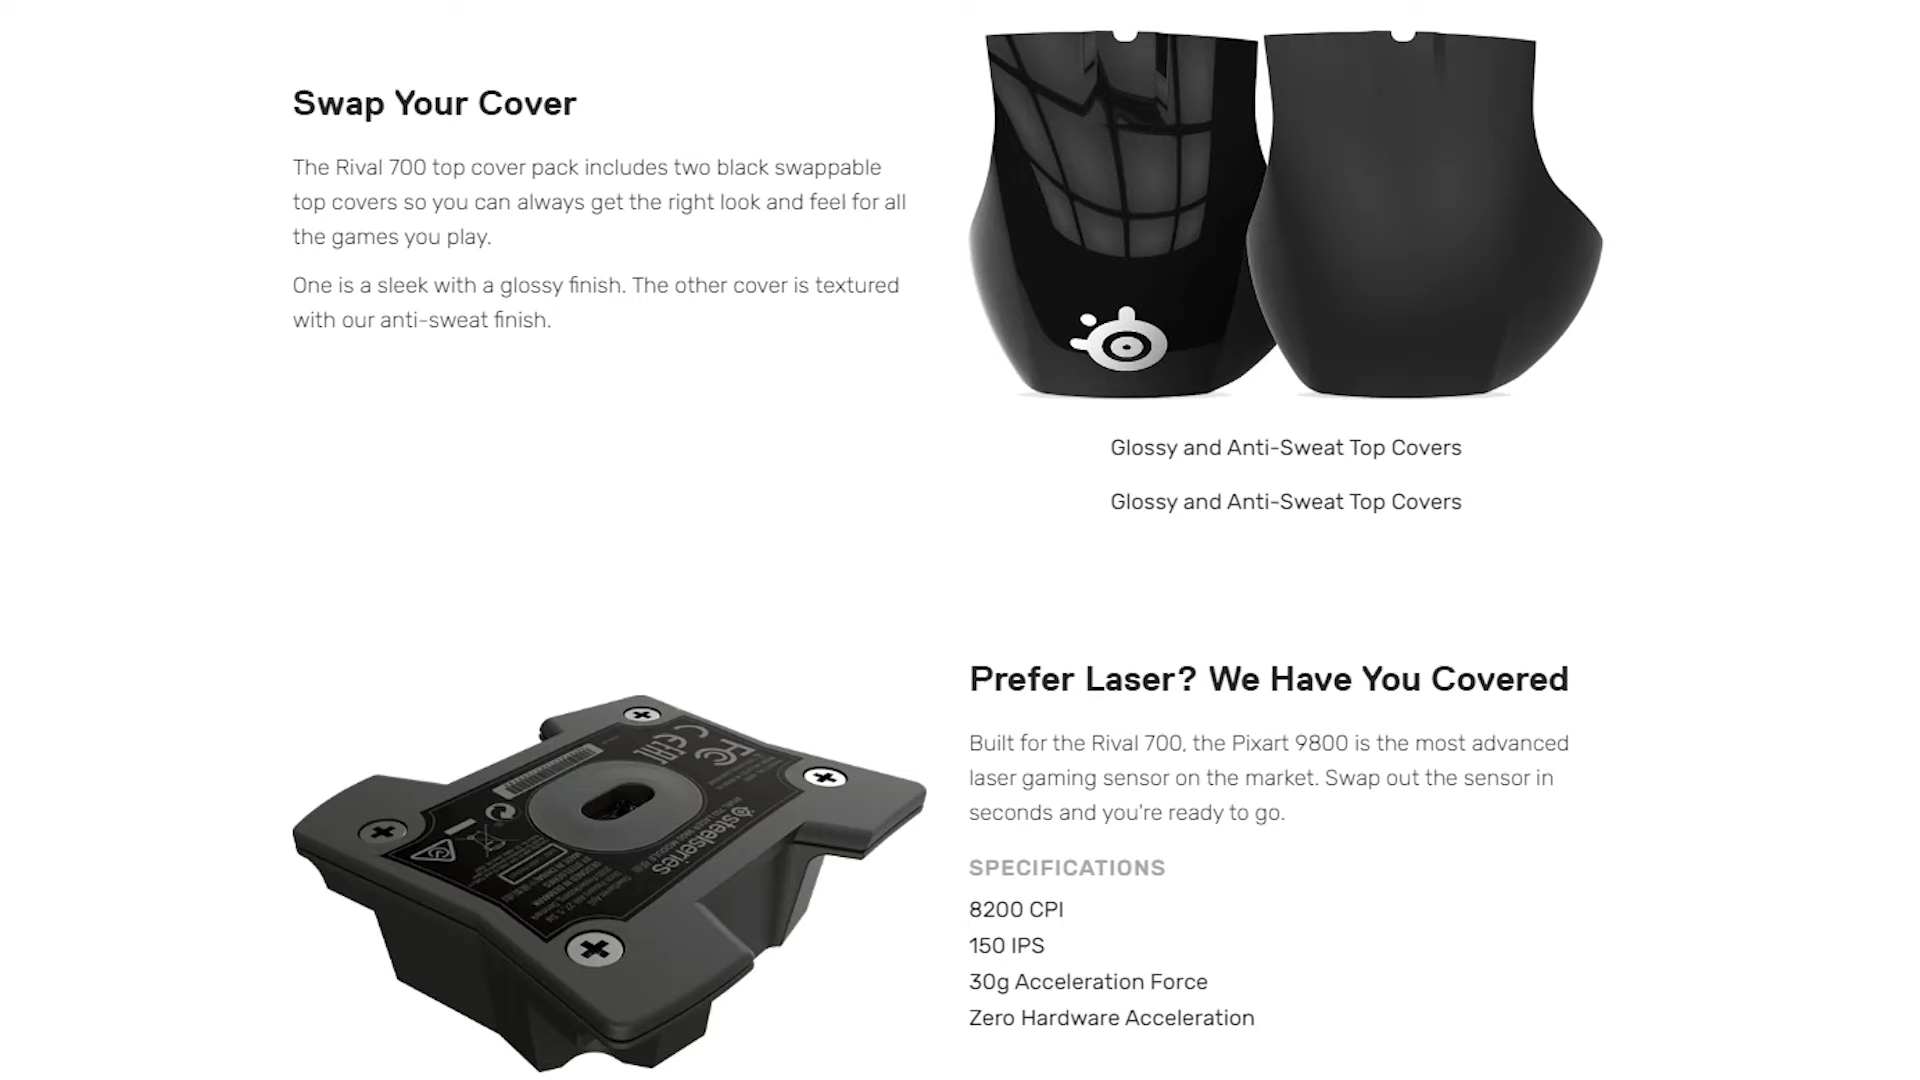 Swap Your Cover
The Rival 700 top cover pack includes two black swappable
top covers so you can always get the right look and feel for all
the games you play.
One is a sleek with a glossy finish. The other cover is textured
with our anti-sweat finish.
Glossy and Anti-Sweat Top Covers
Glossy and Anti-Sweat Top Covers
steelseries
Prefer Laser? We Have You Covered
Built for the Rival 700, the Pixart 9800 is the most advanced
laser gaming sensor on the market. Swap out the sensor in
seconds and you're ready to go.
SPECIFICATIONS
8200 CPI
150 IPS
30g Acceleration Force
Zero Hardware Acceleration